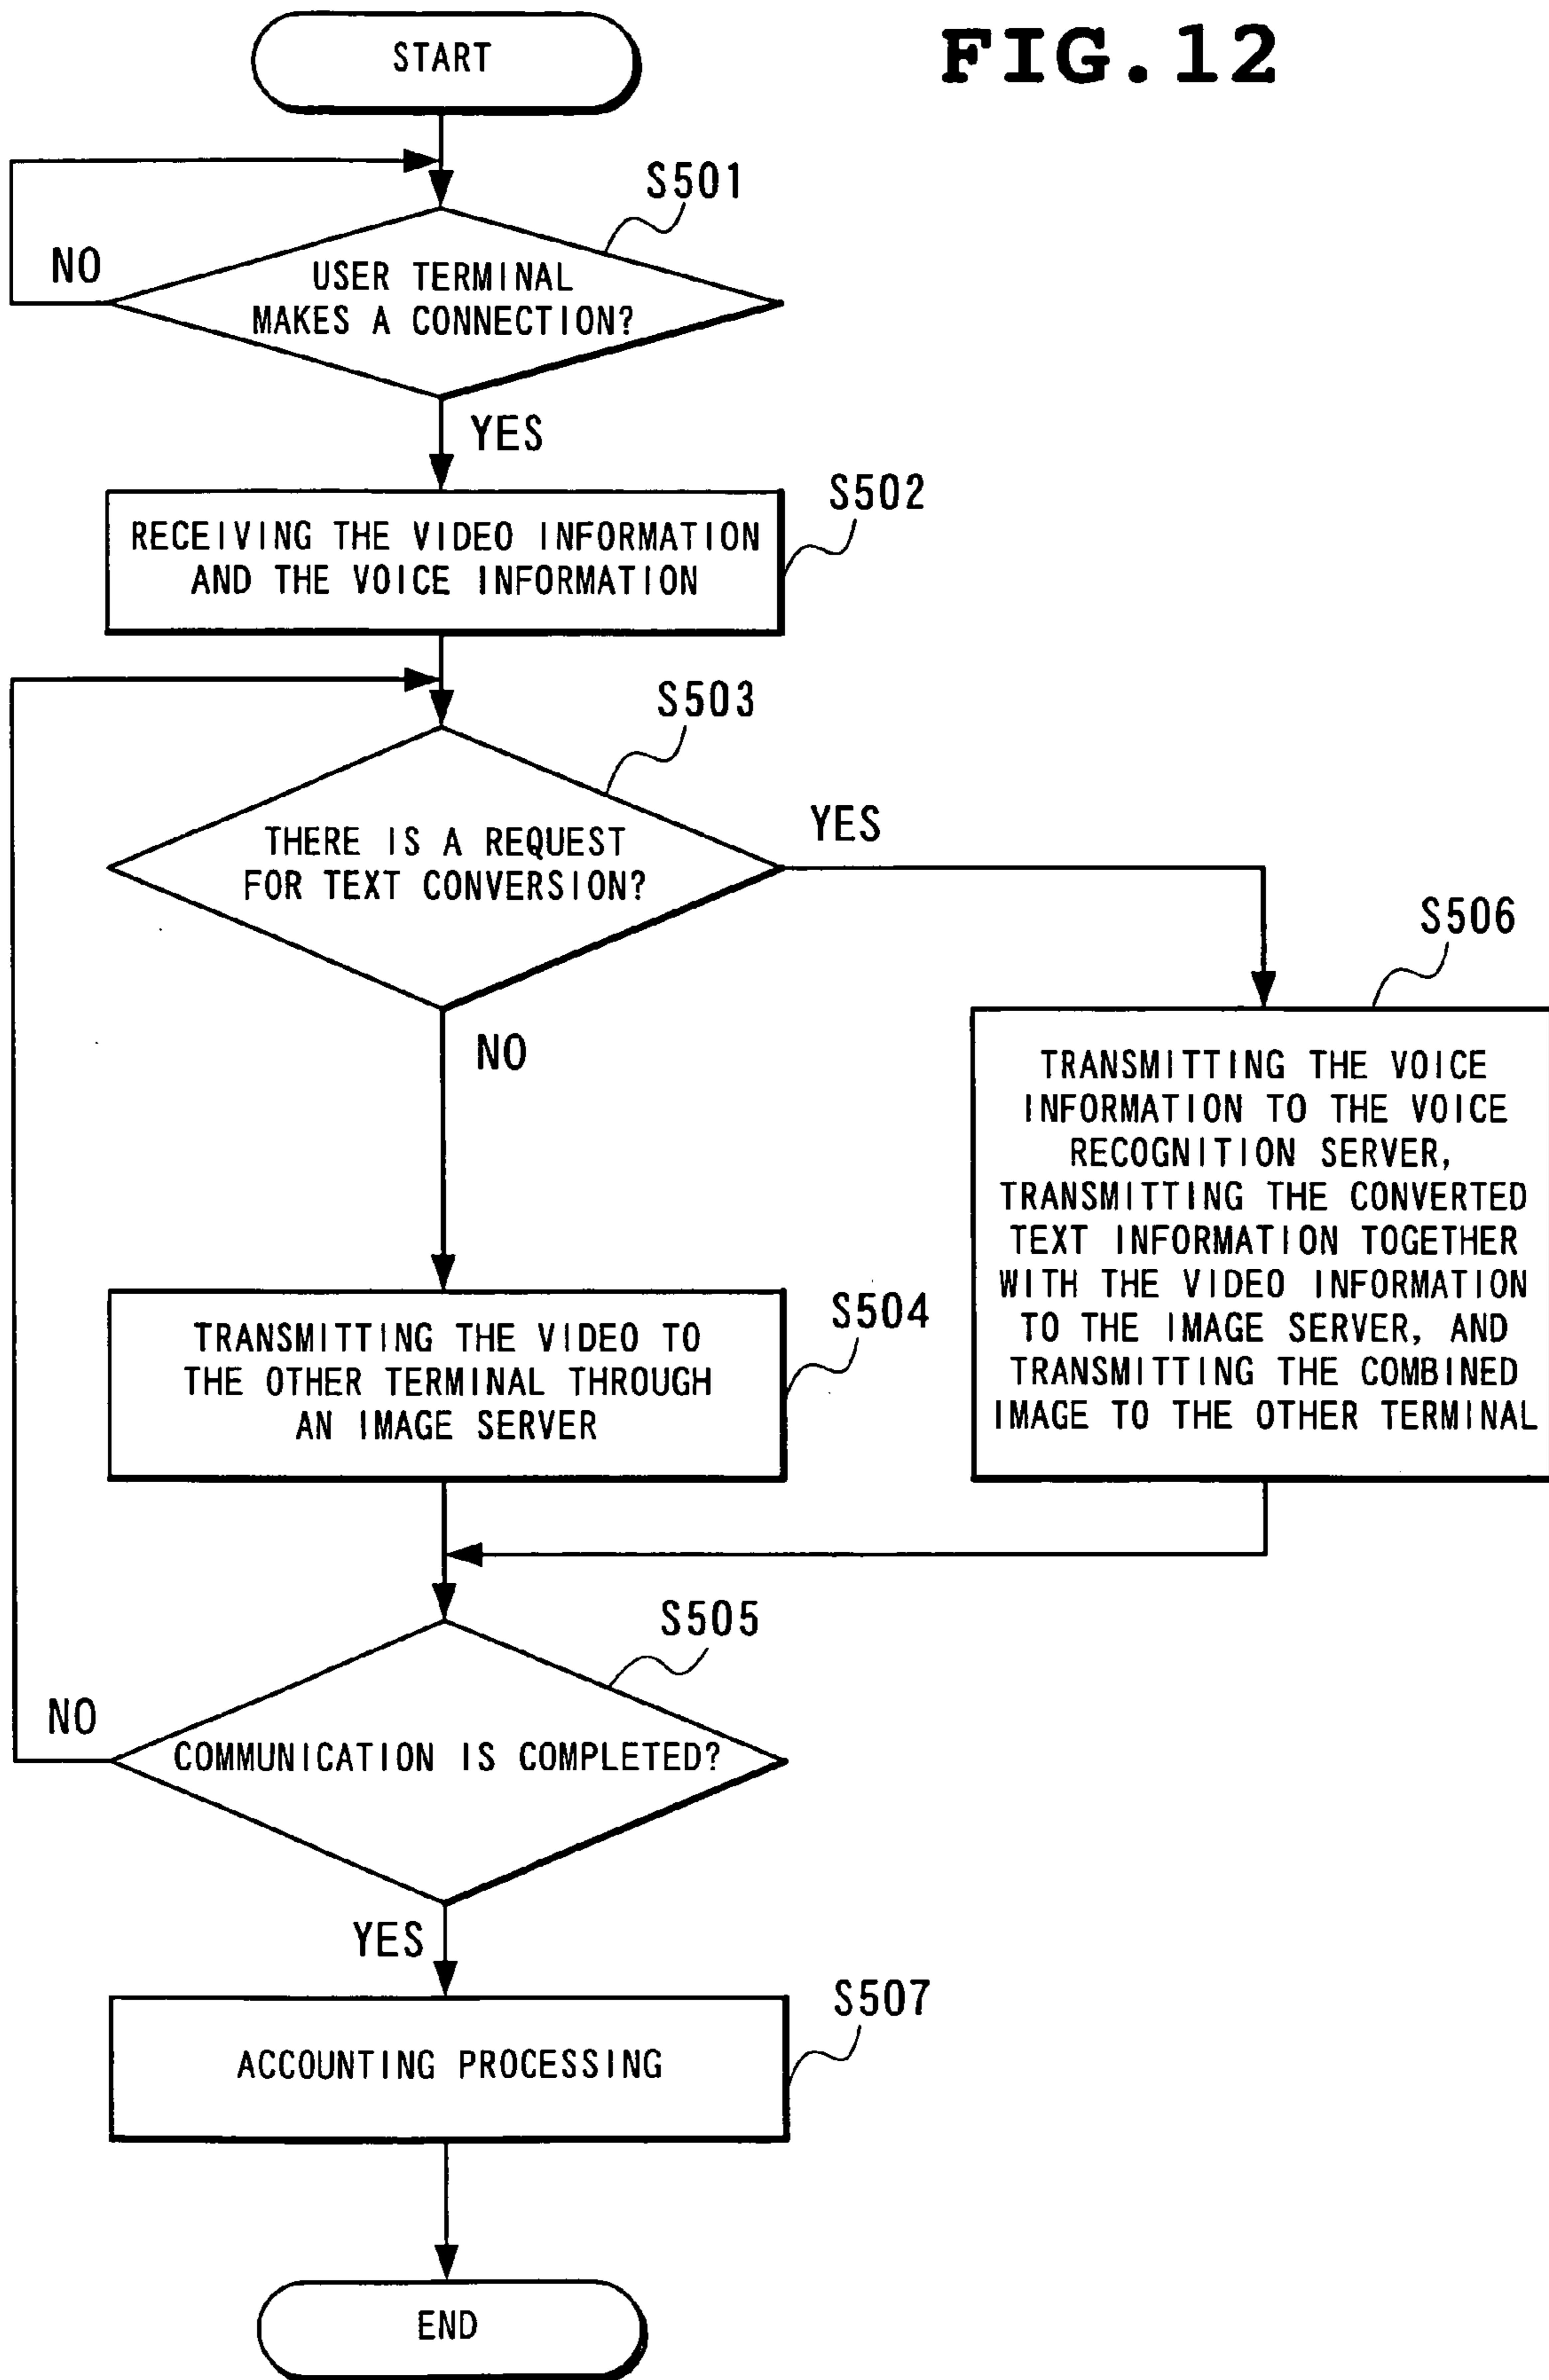 FIG.12
START
S501
NO
USER TERMINAL
MAKES A CONNECTION?
YES
S502
RECEIVING THE VIDEO INFORMATION
AND THE VOICE INFORMATION
S503
THERE IS A REQUEST
FOR TEXT CONVERSION?
YES
NO
S506
TRANSMITTING THE VOICE
INFORMATION TO THE VOICE
RECOGNITION SERVER,
TRANSMITTING THE CONVERTED
TEXT INFORMATION TOGETHER
WITH THE VIDEO INFORMATION
TO THE IMAGE SERVER, AND
TRANSMITTING THE COMBINED
IMAGE TO THE OTHER TERMINAL
S504
TRANSMITTING THE VIDEO TO
THE OTHER TERMINAL THROUGH
AN IMAGE SERVER
S505
NO
COMMUNICATION IS COMPLETED?
YES
S507
ACCOUNTING PROCESSING
END